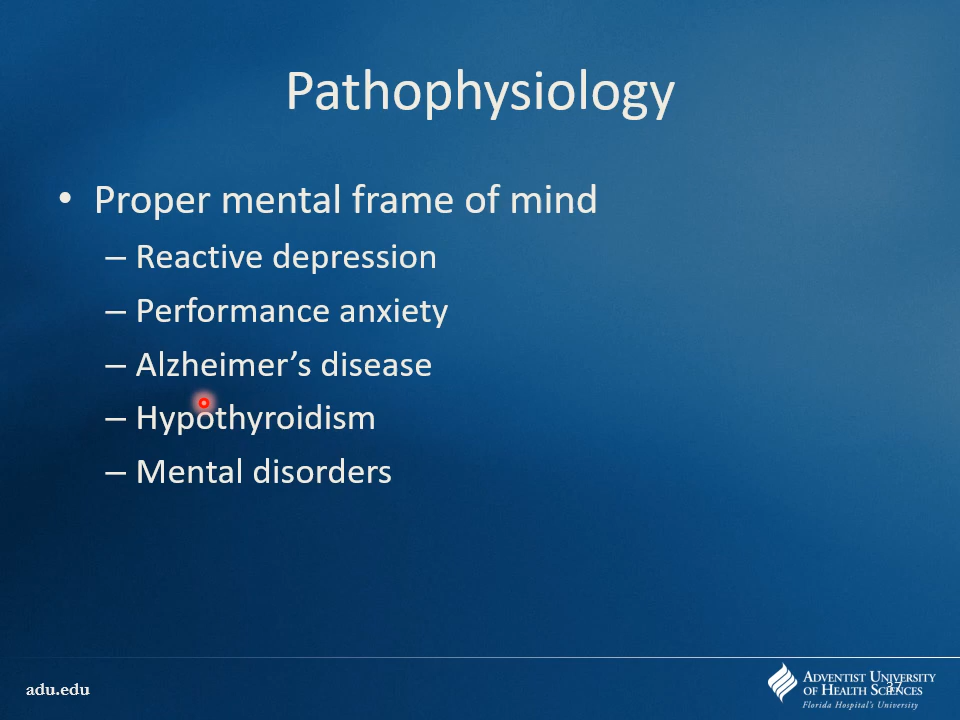 Pathophysiology
• Proper mental frame of mind
– Reactive depression
– Performance anxiety
– Alzheimer’s disease
– Hypothyroidism
– Mental disorders
adu.edu
ADVENTIST UNIVERSITY
OF HEALTH SCIENCES
Florida Hospital's University
37